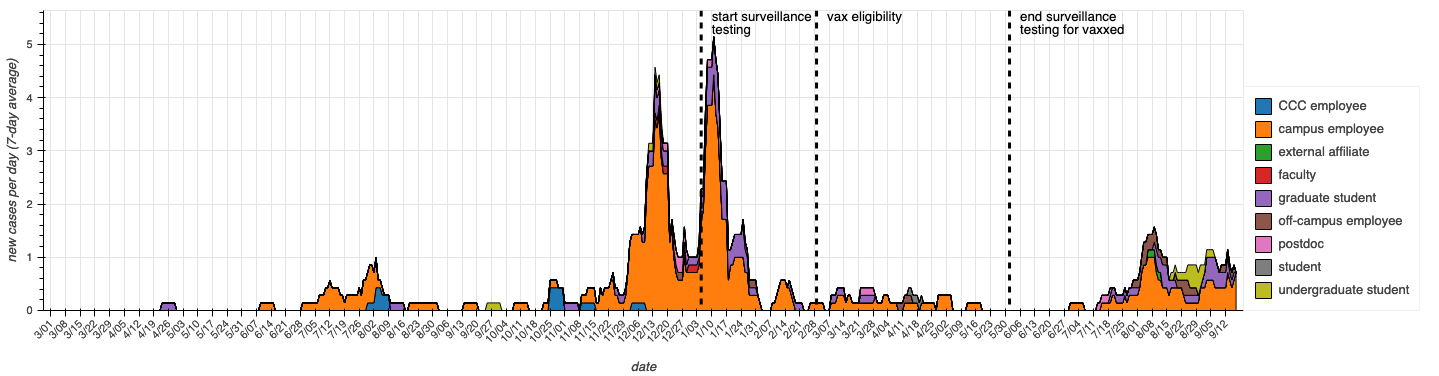 start surveillance
testing
vax eligibility
end surveillance
testing for vaxxed
new cases per day (7-day average)
5
4
3
2
1
0
3/01 3/08 3/15 3/22 3/29 4/05 4/12 4/19 4/26 5/03 5/10 5/17 5/24 5/31 6/07 6/14 6/21 6/28 7/05 7/12 7/19 7/26 8/02 8/09 8/16 8/23 8/30 9/06 9/13 9/20 9/27 10/04 10/11 10/18 10/25 11/01 11/08 11/15 11/22 11/29 12/06 12/13 12/20 12/27 1/03 1/10 1/17 1/24 1/31 2/07 2/14 2/21 2/28 3/07 3/14 3/21 3/28 4/04 4/11 4/18 4/25 5/02 5/09 5/16 5/23 5/30 6/06 6/13 6/20 6/27 7/04 7/11 7/18 7/25 8/01 8/08 8/15 8/22 8/29 9/05 9/12
date
CCC employee
campus employee
external affiliate
faculty
graduate student
off-campus employee
postdoc
student
undergraduate student